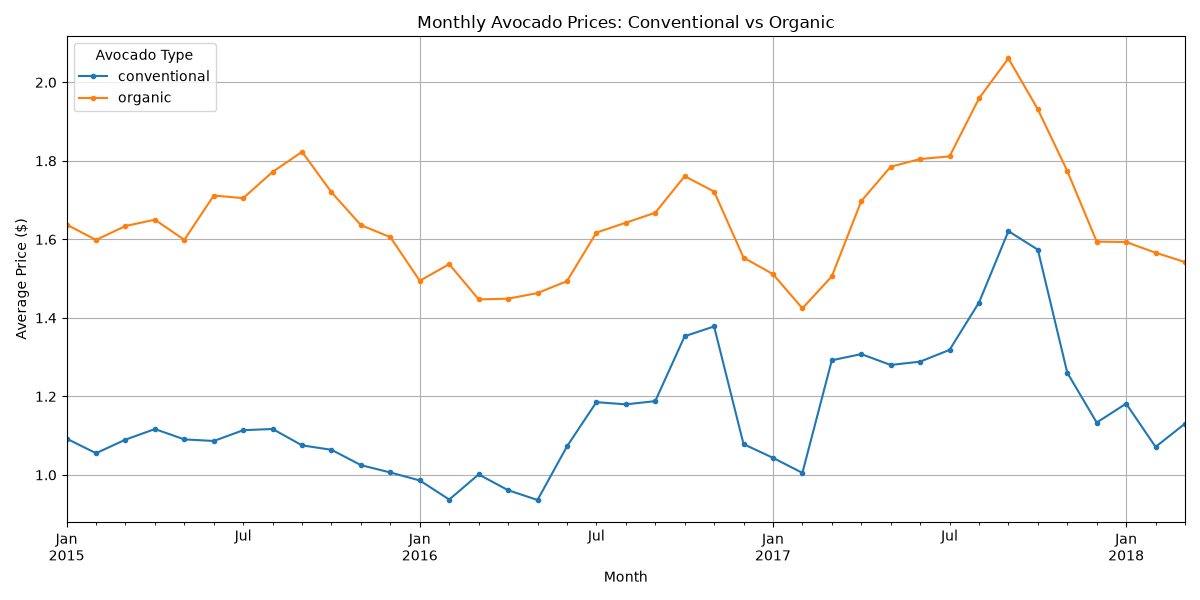 Monthly Avocado Prices: Conventional vs Organic
Avocado Type
conventional
organic
2.0
1.8
1.6
1.4
1.2
1.0
Average Price ($)
Jan Jul Jan Jul Jan Jul Jan
2015 2016 2017 2018
Month